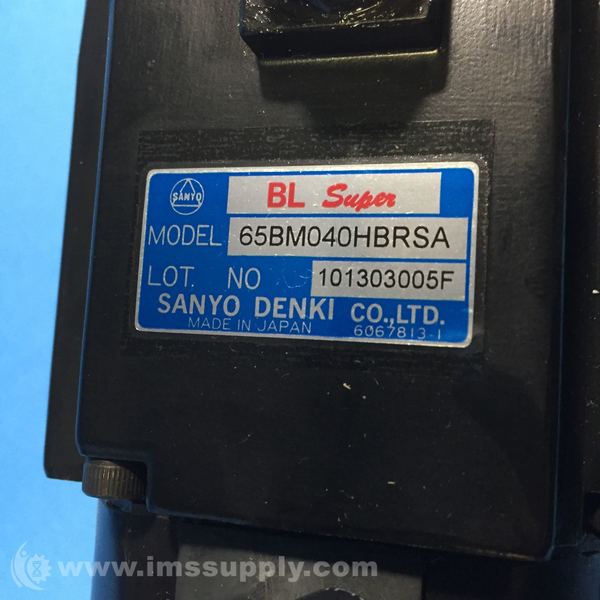 SANYO
BL Super
MODEL 65BM040HBRSA
LOT. NO 101303005F
SANYO DENKI CO.,LTD.
MADE IN JAPAN 6067813-1
www.imssupply.com